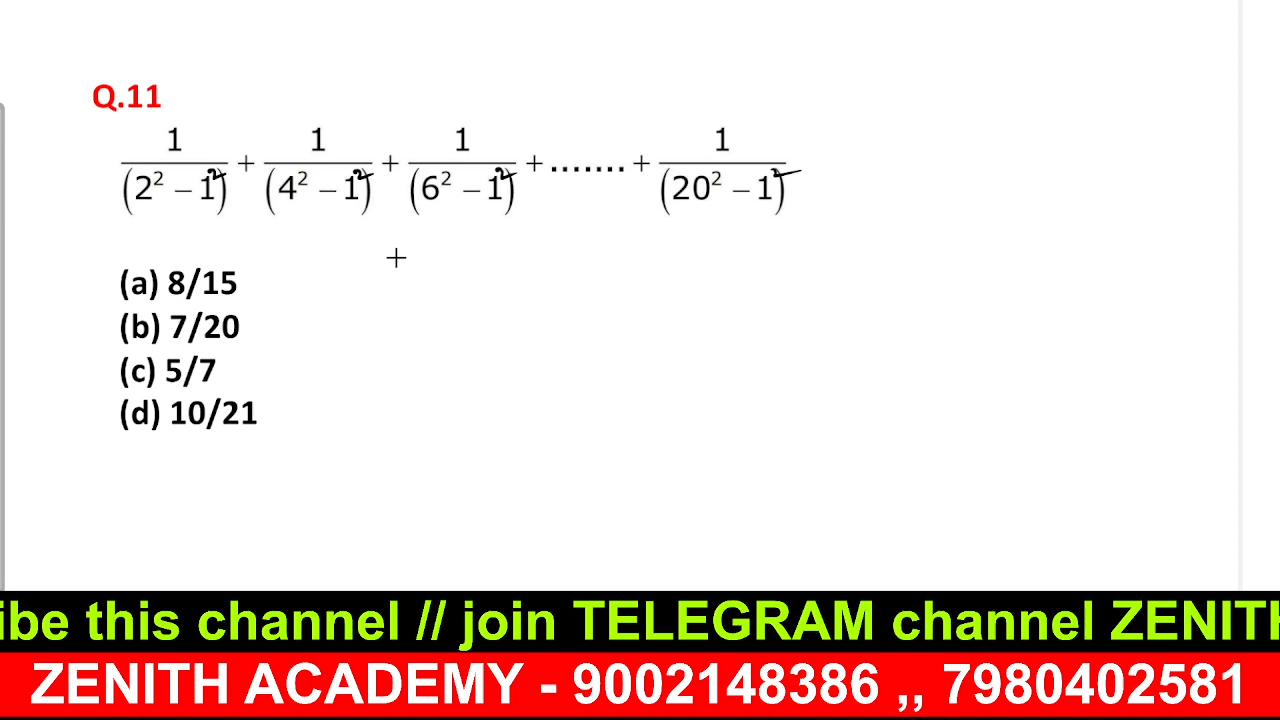 Q.11
1/(2² – 1²) + 1/(4² – 1²) + 1/(6² – 1²) + ....... + 1/(20² – 1²)
(a) 8/15
(b) 7/20
(c) 5/7
(d) 10/21
ibe this channel // join TELEGRAM channel ZENITH
ZENITH ACADEMY - 9002148386 ,, 7980402581